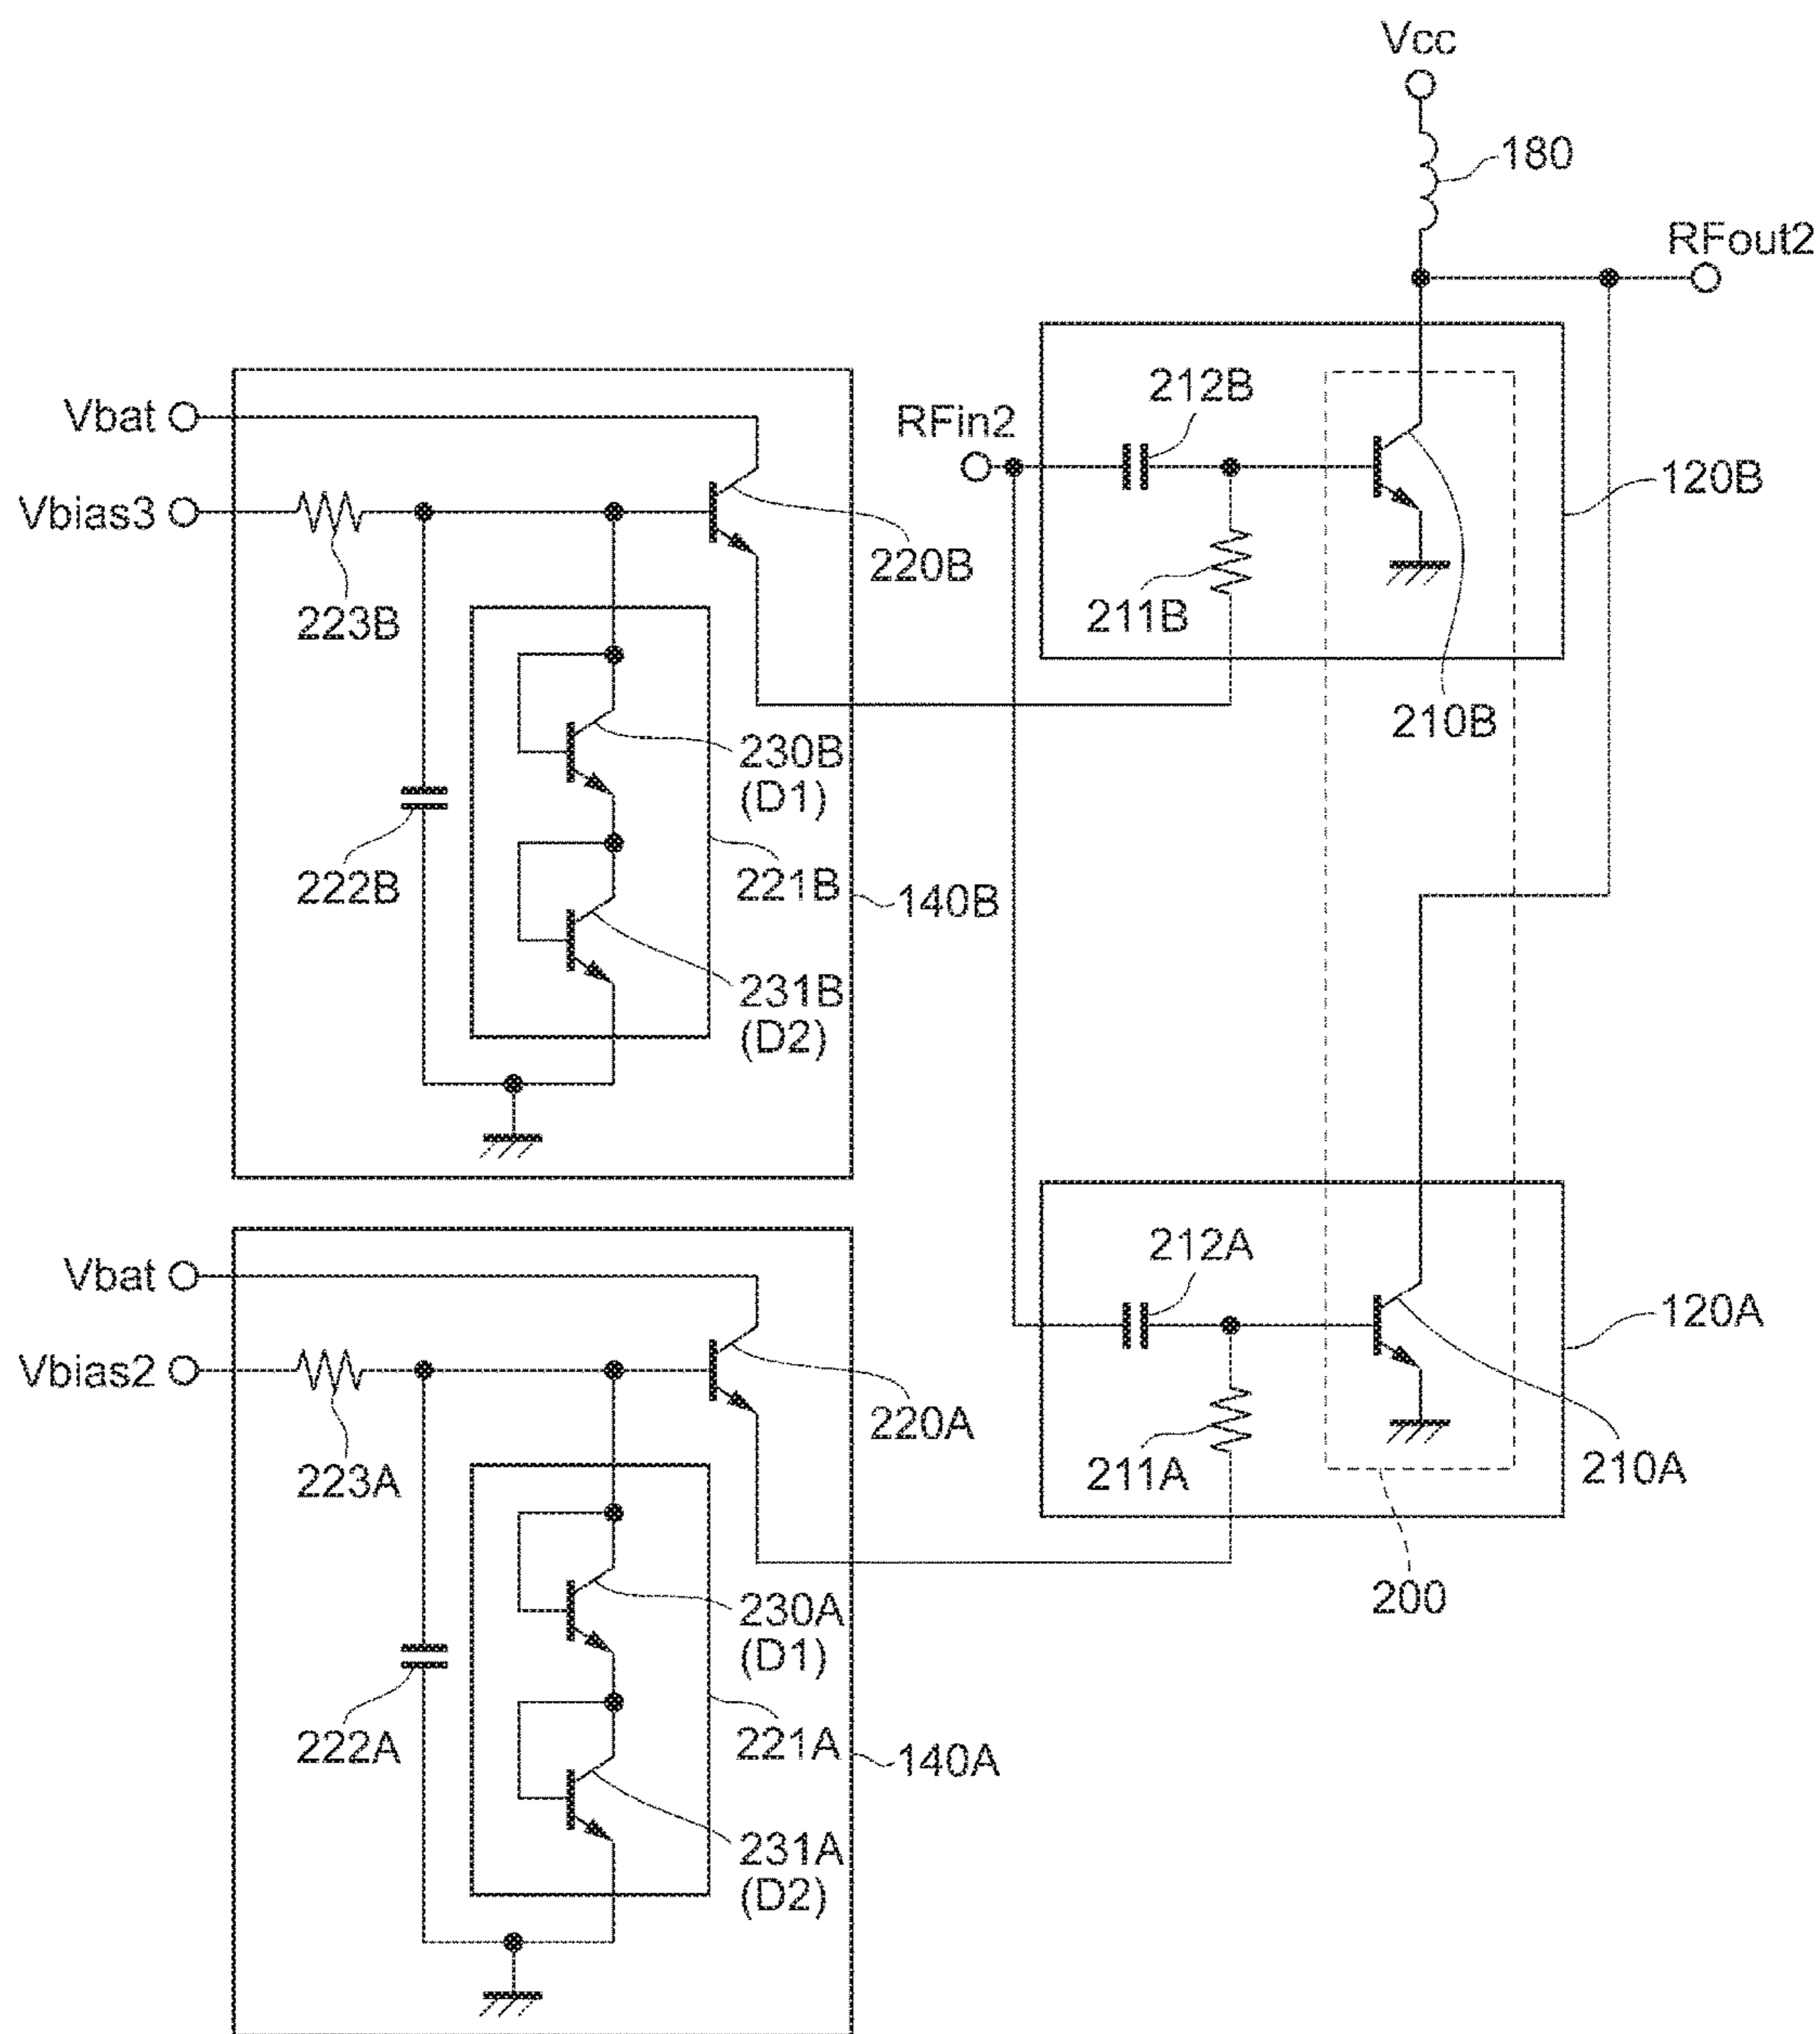 Vcc
180
RFout2
212B
Vbat
RFin2
120B
Vbias3
220B
223B
211B
210B
230B
(D1)
222B
221B
140B
231B
(D2)
212A
Vbat
120A
Vbias2
220A
223A
211A
210A
200
230A
(D1)
222A
221A
140A
231A
(D2)